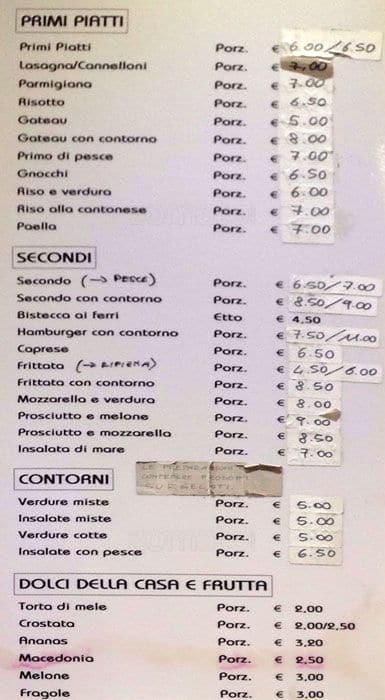 PRIMI PIATTI
Primi Piatti Porz. € 6.00/6.50
Lasagna/Cannelloni Porz. € 7,00
Parmigiana Porz. € 7.00
Risotto Porz. € 6.50
Gateau Porz. € 5.00
Gateau con contorno Porz. € 8.00
Primo di pesce Porz. € 7.00
Gnocchi Porz. € 6.50
Riso e verdura Porz. € 6.00
Riso alla cantonese Porz. € 7.00
Paella Porz. € 7.00
SECONDI
Secondo (→ PESCE) Porz. € 6.50/7.00
Secondo con contorno Porz. € 8.50/9.00
Bistecca ai ferri Etto € 4,50
Hamburger con contorno Porz. € 7.50/11.00
Caprese Porz. € 6.50
Frittata (→ RIPIENA) Porz. € 4.50/6.00
Frittata con contorno Porz. € 8.50
Mozzarella e verdura Porz. € 8.00
Prosciutto e melone Porz. € 9.00
Prosciutto e mozzarella Porz. € 8.50
Insalata di mare Porz. € 7.00
LE PREPARAZIONI
CONTENERE PRODOTTI
SURGELATI.
CONTORNI
Verdure miste Porz. € 5.00
Insalate miste Porz. € 5.00
Verdure cotte Porz. € 5.00
Insalate con pesce Porz. € 6.50
DOLCI DELLA CASA E FRUTTA
Torta di mele Porz. € 2,00
Crostata Porz. € 2,00/2,50
Ananas Porz. € 3,20
Macedonia Porz. € 2,50
Melone Porz. € 3,00
Fragole Porz. € 3,00